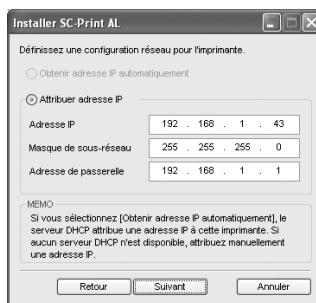 Installer SC-Print AL
Définissez une configuration réseau pour l'imprimante.
Obtenir adresse IP automatiquement
Attribuer adresse IP
Adresse IP 192 . 168 . 1 . 43
Masque de sous-réseau 255 . 255 . 255 . 0
Adresse de passerelle 192 . 168 . 1 . 1
MEMO
Si vous sélectionnez [Obtenir adresse IP automatiquement], le
serveur DHCP attribue une adresse IP à cette imprimante. Si
aucun serveur DHCP n'est disponible, attribuez manuellement
une adresse IP.
Retour Suivant Annuler